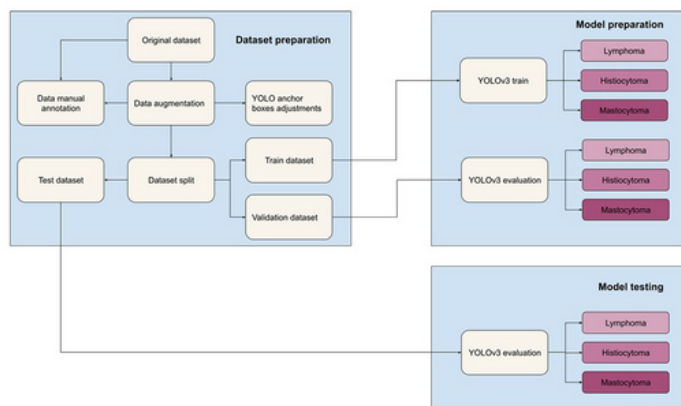 Dataset preparation
Original dataset
Data manual
annotation
Data augmentation
YOLO anchor
boxes adjustments
Test dataset
Dataset split
Train dataset
Validation dataset
Model preparation
YOLOv3 train
Lymphoma
Histiocytoma
Mastocytoma
YOLOv3 evaluation
Lymphoma
Histiocytoma
Mastocytoma
Model testing
YOLOv3 evaluation
Lymphoma
Histiocytoma
Mastocytoma